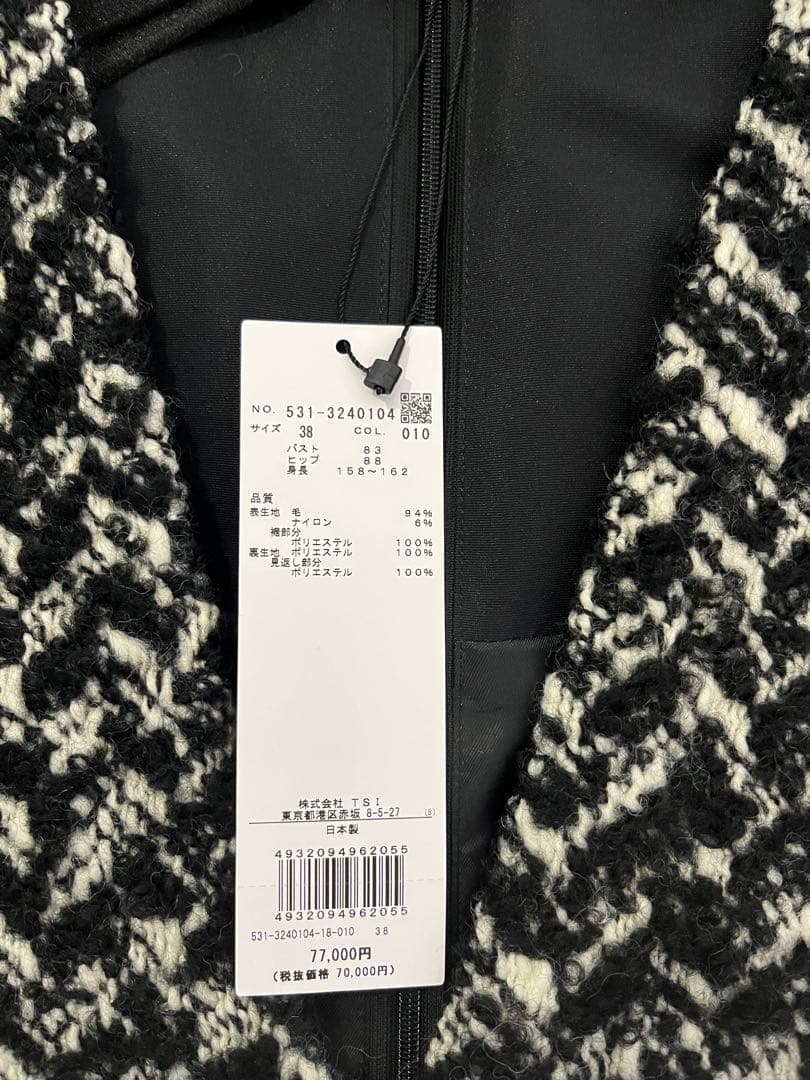 NO. 531-3240104
サイズ 38 COL. 010
バスト 83
ヒップ 88
身長 158～162
品質
表生地 毛 94%
ナイロン 6%
裾部分
ポリエステル 100%
裏生地 ポリエステル 100%
見返し部分
ポリエステル 100%
株式会社 TSI
東京都港区赤坂 8-5-27 (8)
日本製
4932094962055
4932094962055
531-3240104-18-010 38
77,000円
(税抜価格 70,000円)